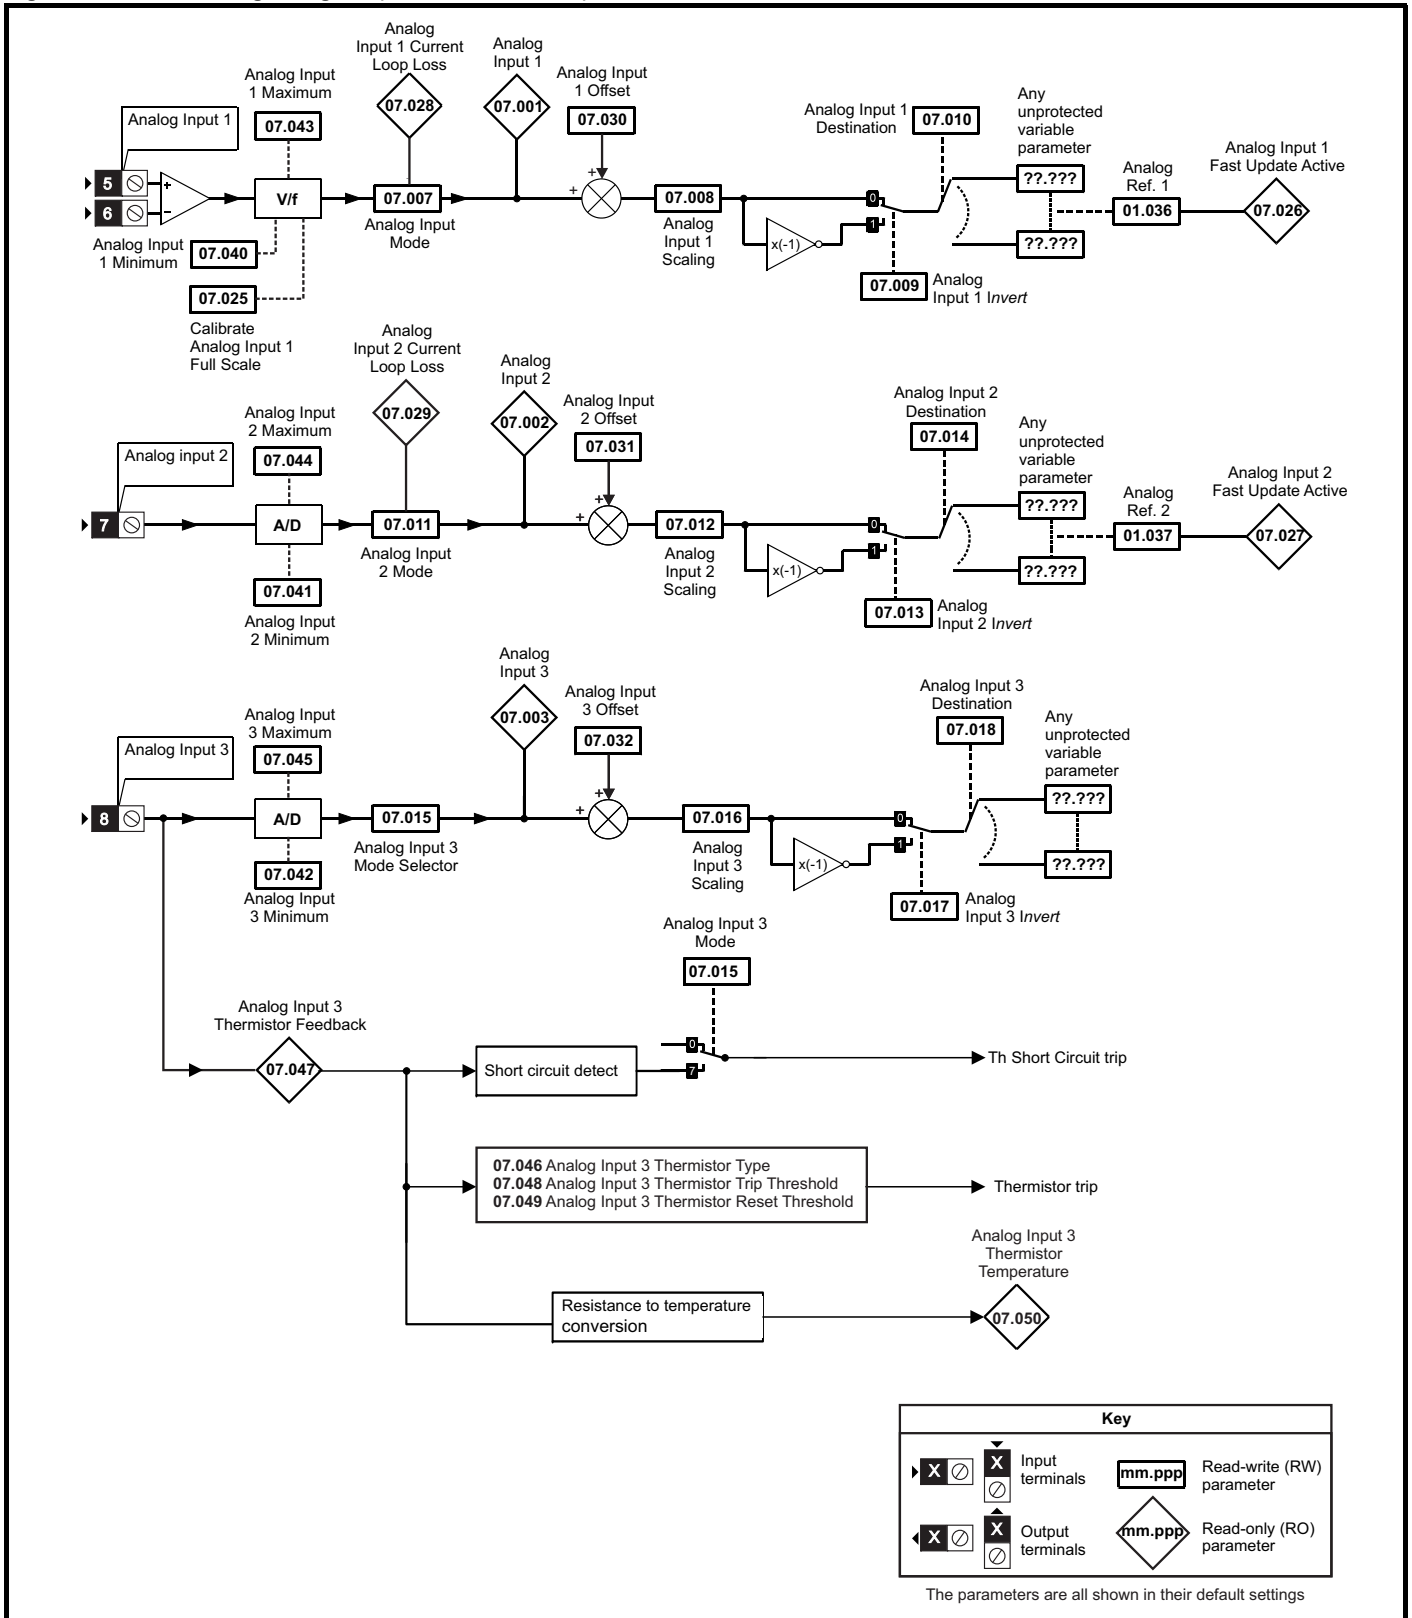 Analog
Input 1 Current
Loop Loss
Analog
Input 1
Analog Input
1 Maximum
Analog Input
1 Offset
Analog Input 1
07.043
07.028
07.001
07.030
Analog Input 1
Destination
07.010
Any
unprotected
variable
parameter
Analog Input 1
Fast Update Active
5
6
+
−
V/f
07.007
Analog Input
Mode
+
+
07.008
Analog
Input 1
Scaling
x(-1)
0
1
07.009
Analog
Input 1 Invert
??.???
??.???
Analog
Ref. 1
01.036
07.026
Analog Input
1 Minimum
07.040
07.025
Calibrate
Analog Input 1
Full Scale
Analog
Input 2 Current
Loop Loss
Analog
Input 2
Analog Input
2 Maximum
Analog Input
2 Offset
Analog input 2
07.044
07.029
07.002
07.031
Analog Input 2
Destination
07.014
Any
unprotected
variable
parameter
Analog Input 2
Fast Update Active
7
A/D
07.011
Analog Input
2 Mode
+
+
07.012
Analog
Input 2
Scaling
x(-1)
0
1
07.013
Analog
Input 2 Invert
??.???
??.???
Analog
Ref. 2
01.037
07.027
07.041
Analog Input
2 Minimum
Analog
Input 3
Analog Input
3 Maximum
Analog Input
3 Offset
Analog Input 3
07.045
07.003
07.032
Analog Input 3
Destination
07.018
Any
unprotected
variable
parameter
8
A/D
07.015
Analog Input 3
Mode Selector
+
+
07.016
Analog
Input 3
Scaling
x(-1)
0
1
07.017
Analog
Input 3 Invert
??.???
??.???
07.042
Analog Input
3 Minimum
Analog Input 3
Mode
07.015
Analog Input 3
Thermistor Feedback
07.047
Short circuit detect
0
7
Th Short Circuit trip
07.046 Analog Input 3 Thermistor Type
07.048 Analog Input 3 Thermistor Trip Threshold
07.049 Analog Input 3 Thermistor Reset Threshold
Thermistor trip
Analog Input 3
Thermistor
Temperature
Resistance to temperature
conversion
07.050
Key
X
X
Input
terminals
mm.ppp
Read-write (RW)
parameter
X
X
Output
terminals
mm.ppp
Read-only (RO)
parameter
The parameters are all shown in their default settings